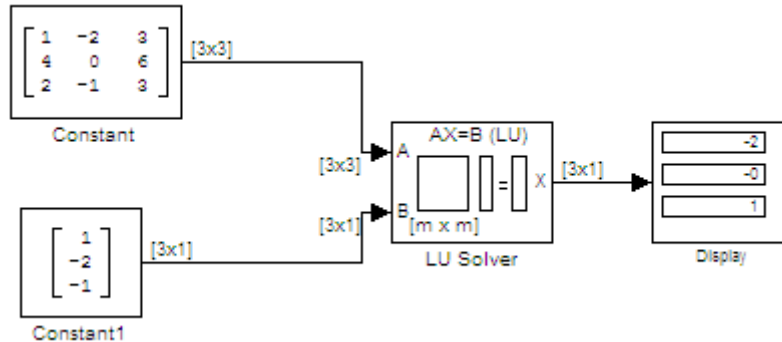 1 -2 3
4 0 6
2 -1 3
Constant
[3x3]
[3x3]
1
-2
-1
Constant1
[3x1]
[3x1]
AX=B (LU)
A
B
=
X
[m x m]
LU Solver
[3x1]
-2
-0
1
Display